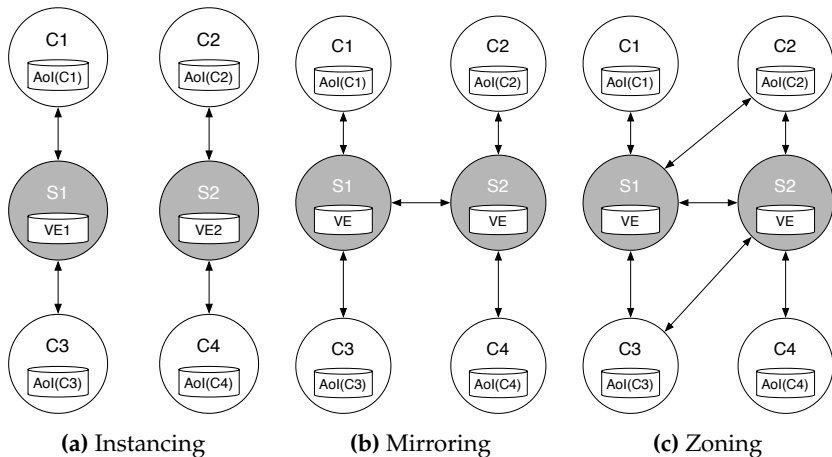 C1
AoI(C1)
C2
AoI(C2)
S1
VE1
S2
VE2
C3
AoI(C3)
C4
AoI(C4)
(a) Instancing
C1
AoI(C1)
C2
AoI(C2)
S1
VE
S2
VE
C3
AoI(C3)
C4
AoI(C4)
(b) Mirroring
C1
AoI(C1)
C2
AoI(C2)
S1
VE
S2
VE
C3
AoI(C3)
C4
AoI(C4)
(c) Zoning